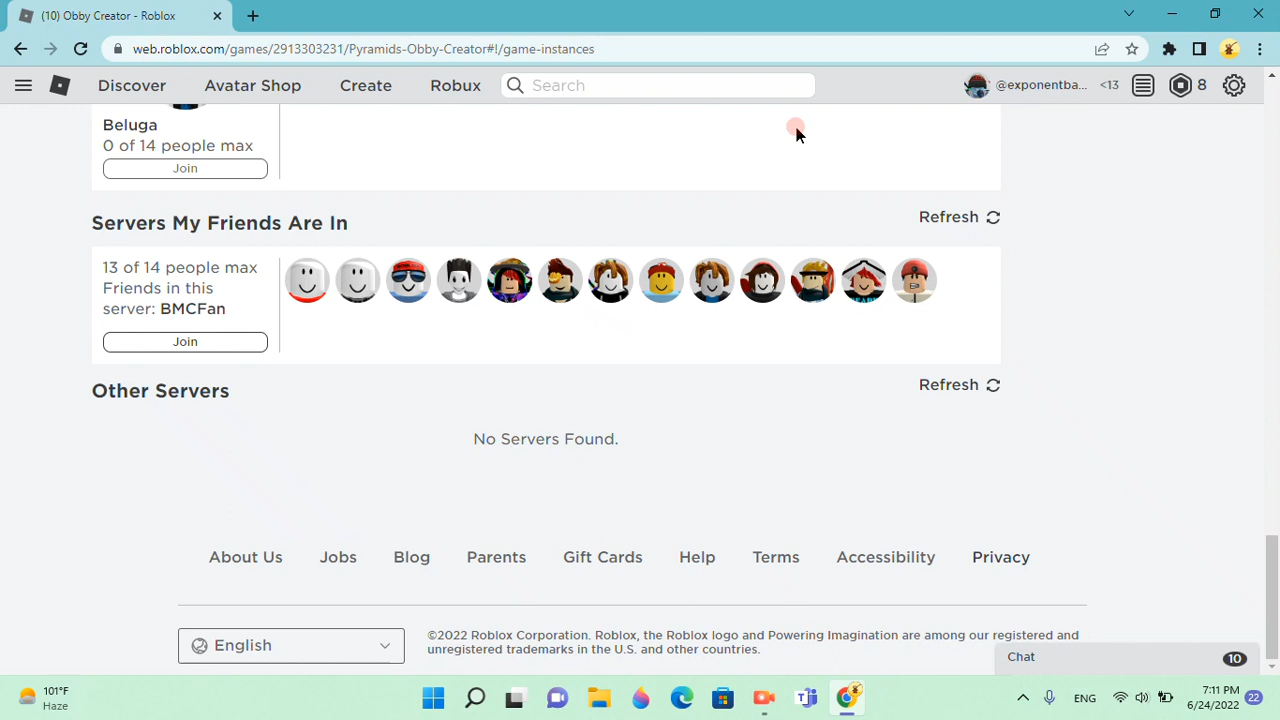 (10) Obby Creator - Roblox
web.roblox.com/games/2913303231/Pyramids-Obby-Creator#!/game-instances
Discover Avatar Shop Create Robux Search @exponentba... <13 8
Beluga
0 of 14 people max
Join
Servers My Friends Are In Refresh
13 of 14 people max
Friends in this
server: BMCFan
Join
Other Servers Refresh
No Servers Found.
About Us Jobs Blog Parents Gift Cards Help Terms Accessibility Privacy
English
©2022 Roblox Corporation. Roblox, the Roblox logo and Powering Imagination are among our registered and
unregistered trademarks in the U.S. and other countries.
Chat 10
101°F
Haze
ENG
7:11 PM
6/24/2022
22